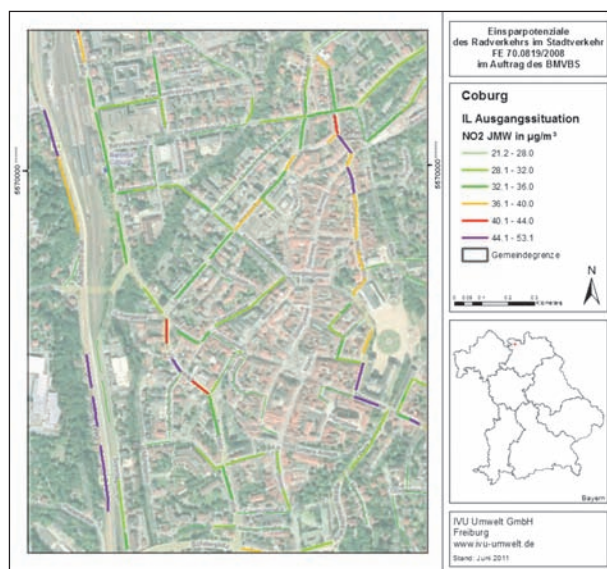 Einsparpotenziale
des Radverkehrs im Stadtverkehr
FE 70.0819/2008
im Auftrag des BMVBS
Coburg
IL Ausgangssituation
NO2 JMW in µg/m³
21.2 - 28.0
28.1 - 32.0
32.1 - 36.0
36.1 - 40.0
40.1 - 44.0
44.1 - 53.1
Gemeindegrenze
N
5570000
5570000
Bayern
IVU Umwelt GmbH
Freiburg
www.ivu-umwelt.de
Stand: Juni 2011